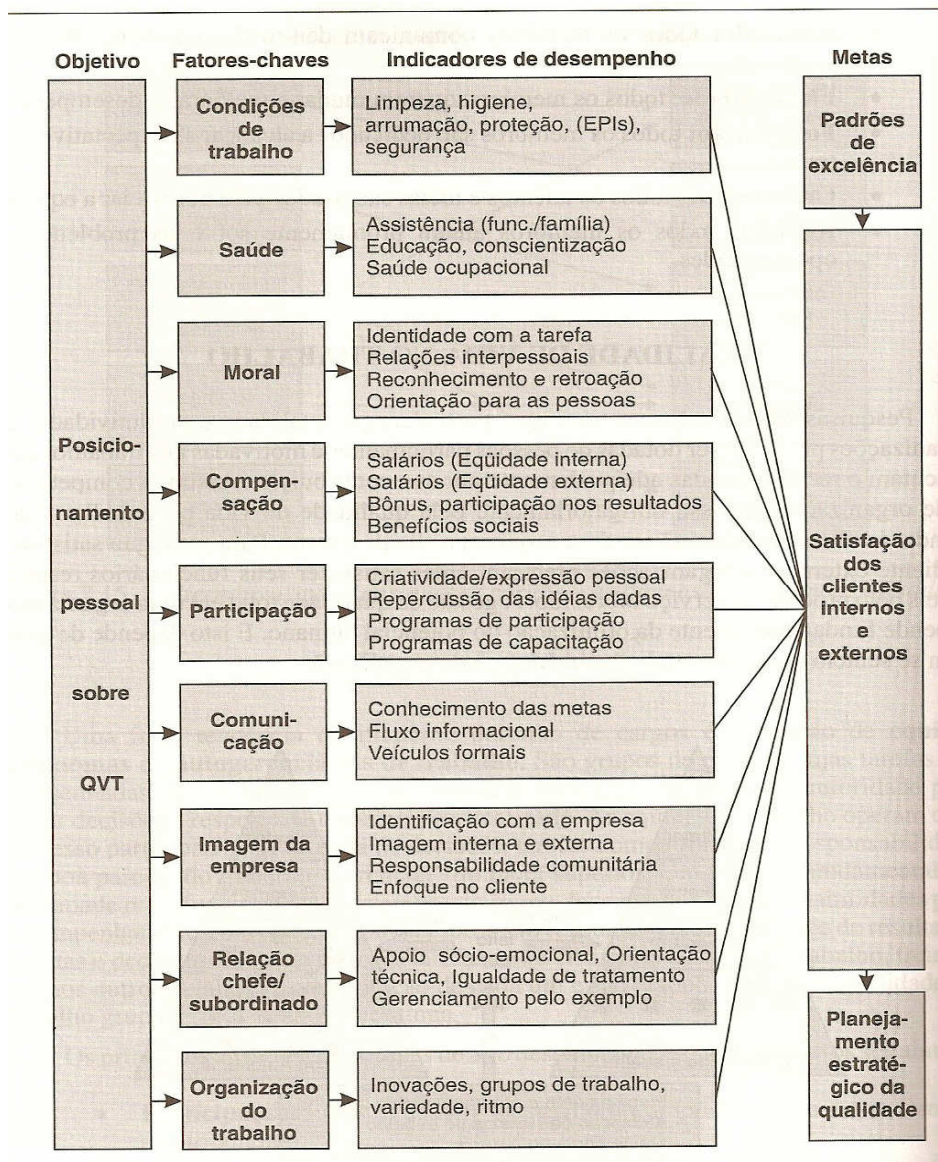 Objetivo
Fatores-chaves
Indicadores de desempenho
Metas
Posicio-
namento
pessoal
sobre
QVT
Condições
de
trabalho
Limpeza, higiene,
arrumação, proteção, (EPIs),
segurança
Saúde
Assistência (func./família)
Educação, conscientização
Saúde ocupacional
Moral
Identidade com a tarefa
Relações interpessoais
Reconhecimento e retroação
Orientação para as pessoas
Compen-
sação
Salários (Eqüidade interna)
Salários (Eqüidade externa)
Bônus, participação nos resultados
Benefícios sociais
Participação
Criatividade/expressão pessoal
Repercussão das idéias dadas
Programas de participação
Programas de capacitação
Comuni-
cação
Conhecimento das metas
Fluxo informacional
Veículos formais
Imagem da
empresa
Identificação com a empresa
Imagem interna e externa
Responsabilidade comunitária
Enfoque no cliente
Relação
chefe/
subordinado
Apoio sócio-emocional, Orientação
técnica, Igualdade de tratamento
Gerenciamento pelo exemplo
Organização
do
trabalho
Inovações, grupos de trabalho,
variedade, ritmo
Padrões
de
excelência
Satisfação
dos
clientes
internos
e
externos
Planeja-
mento
estraté-
gico da
qualidade